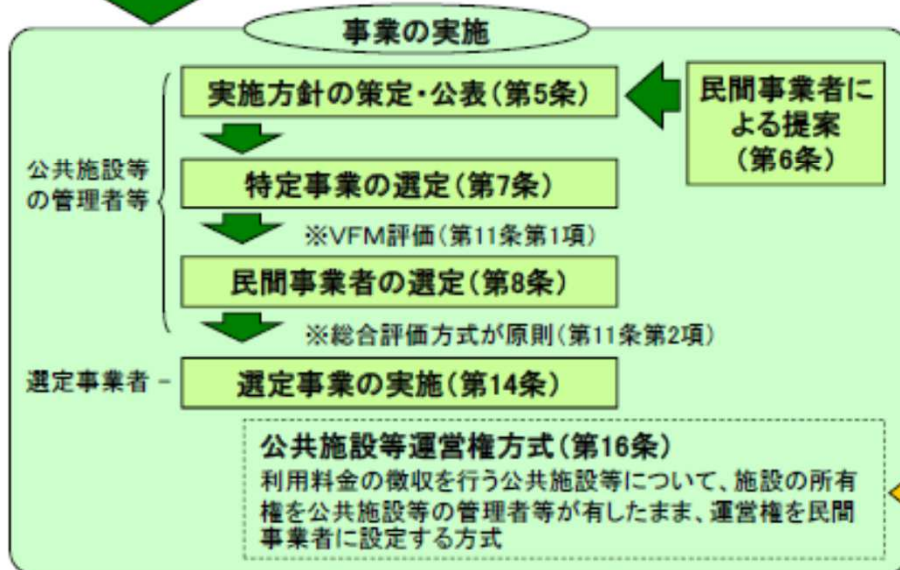 事業の実施
実施方針の策定・公表(第5条)
民間事業者に
よる提案
(第6条)
公共施設等
の管理者等
特定事業の選定(第7条)
※VFM評価(第11条第1項)
民間事業者の選定(第8条)
※総合評価方式が原則(第11条第2項)
選定事業者
選定事業の実施(第14条)
公共施設等運営権方式(第16条)
利用料金の徴収を行う公共施設等について、施設の所有
権を公共施設等の管理者等が有したまま、運営権を民間
事業者に設定する方式